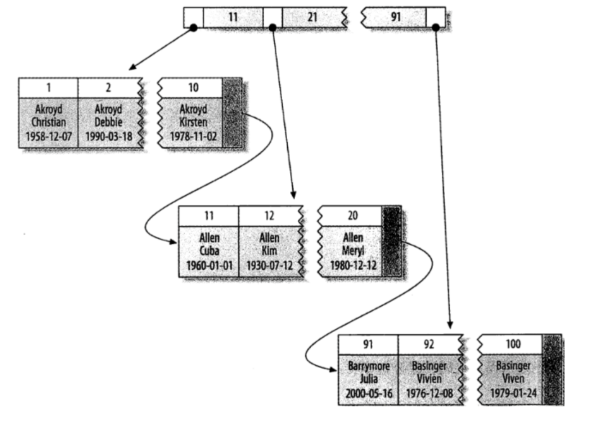 11 21 91
1 2 10
Akroyd Akroyd Akroyd
Christian Debbie Kirsten
1958-12-07 1990-03-18 1978-11-02
11 12 20
Allen Allen Allen
Cuba Kim Meryl
1960-01-01 1930-07-12 1980-12-12
91 92 100
Barrymore Basinger Basinger
Julia Vivien Viven
2000-05-16 1976-12-08 1979-01-24